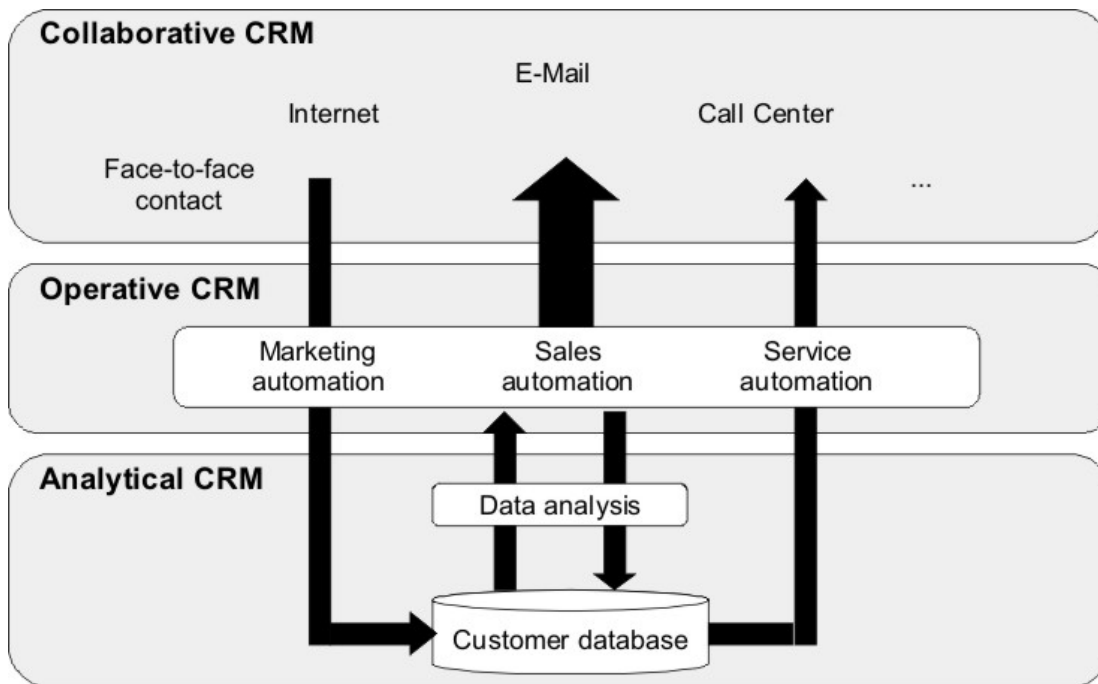 Collaborative CRM
E-Mail
Internet
Call Center
Face-to-face
contact
...
Operative CRM
Marketing
automation
Sales
automation
Service
automation
Analytical CRM
Data analysis
Customer database